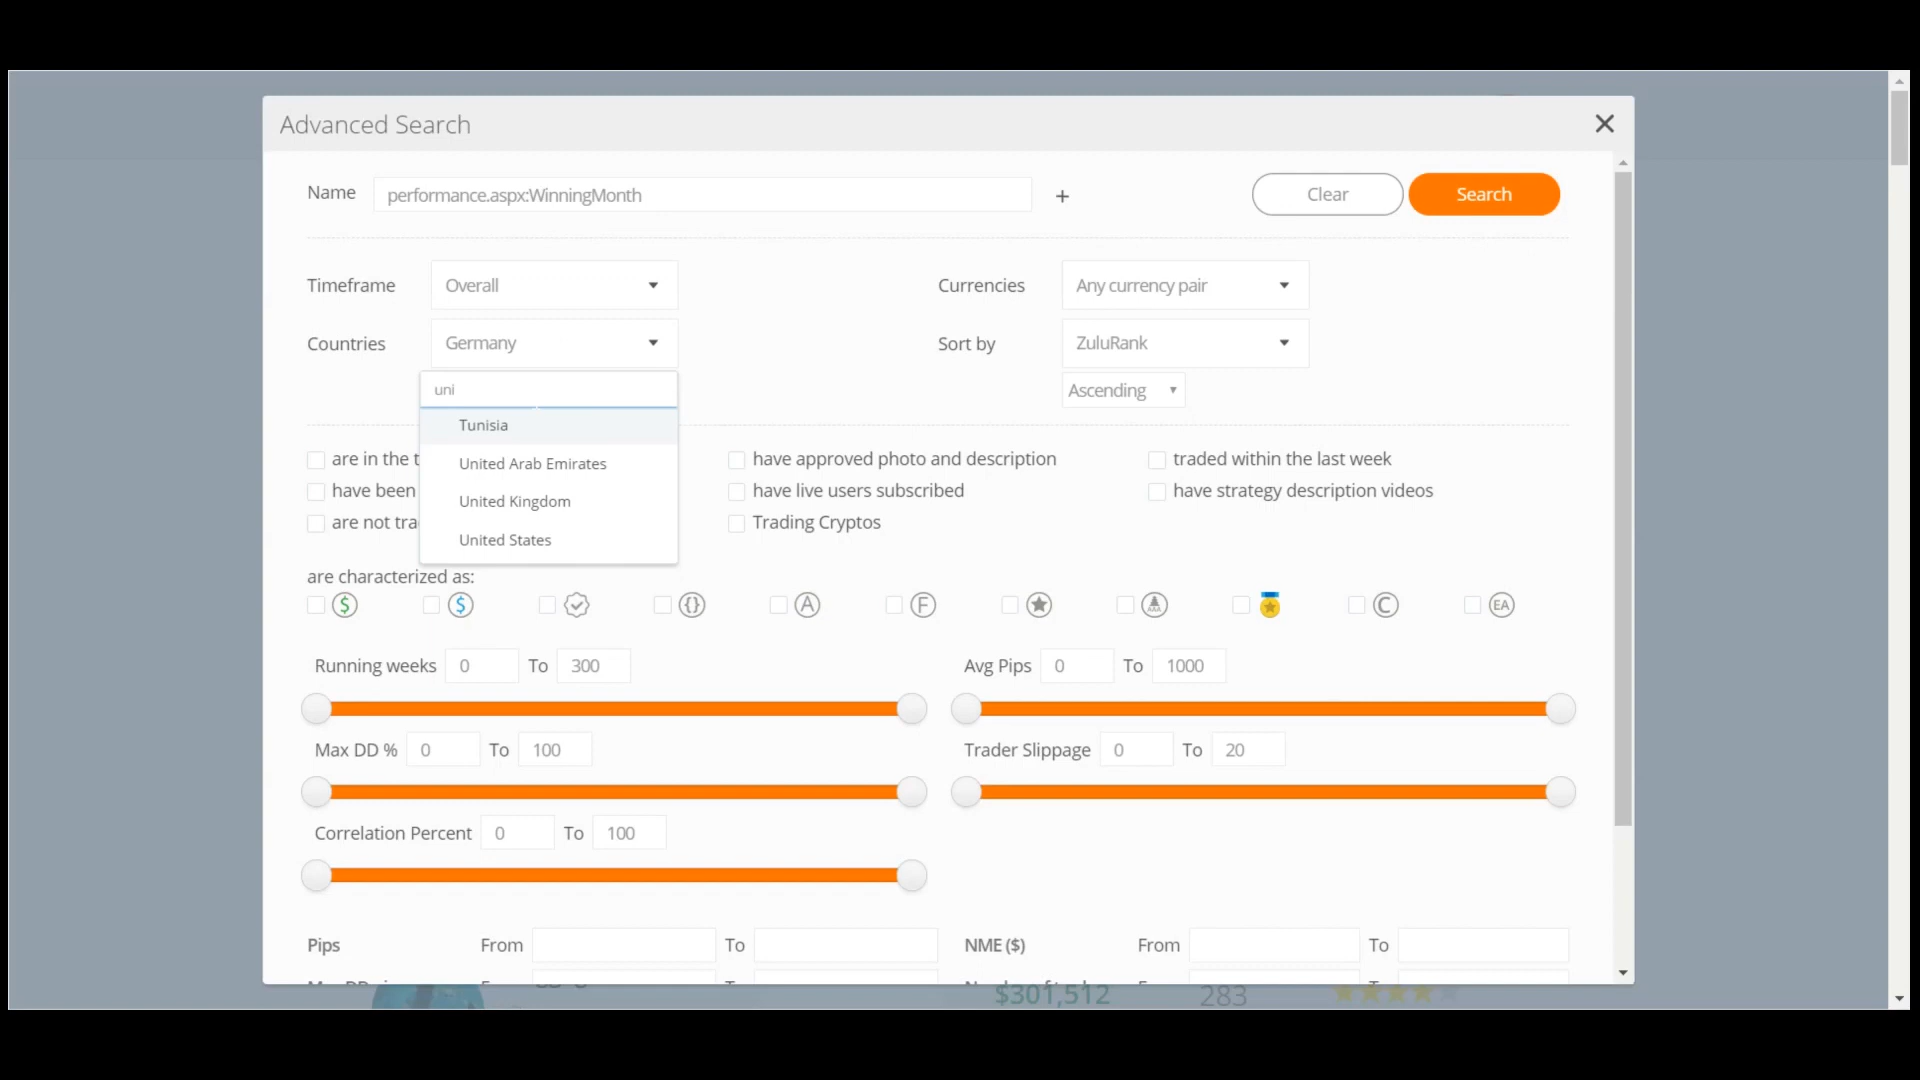 Advanced Search
Name performance.aspx:WinningMonth + Clear Search
Timeframe Overall Currencies Any currency pair
Countries Germany Sort by ZuluRank
uni Ascending
Tunisia
are in the t have approved photo and description traded within the last week
United Arab Emirates
have been have live users subscribed have strategy description videos
United Kingdom
are not tra Trading Cryptos
United States
are characterized as:
$ $ {} A F AAA C EA
Running weeks 0 To 300 Avg Pips 0 To 1000
Max DD % 0 To 100 Trader Slippage 0 To 20
Correlation Percent 0 To 100
Pips From To NME ($) From To
$301,512 283